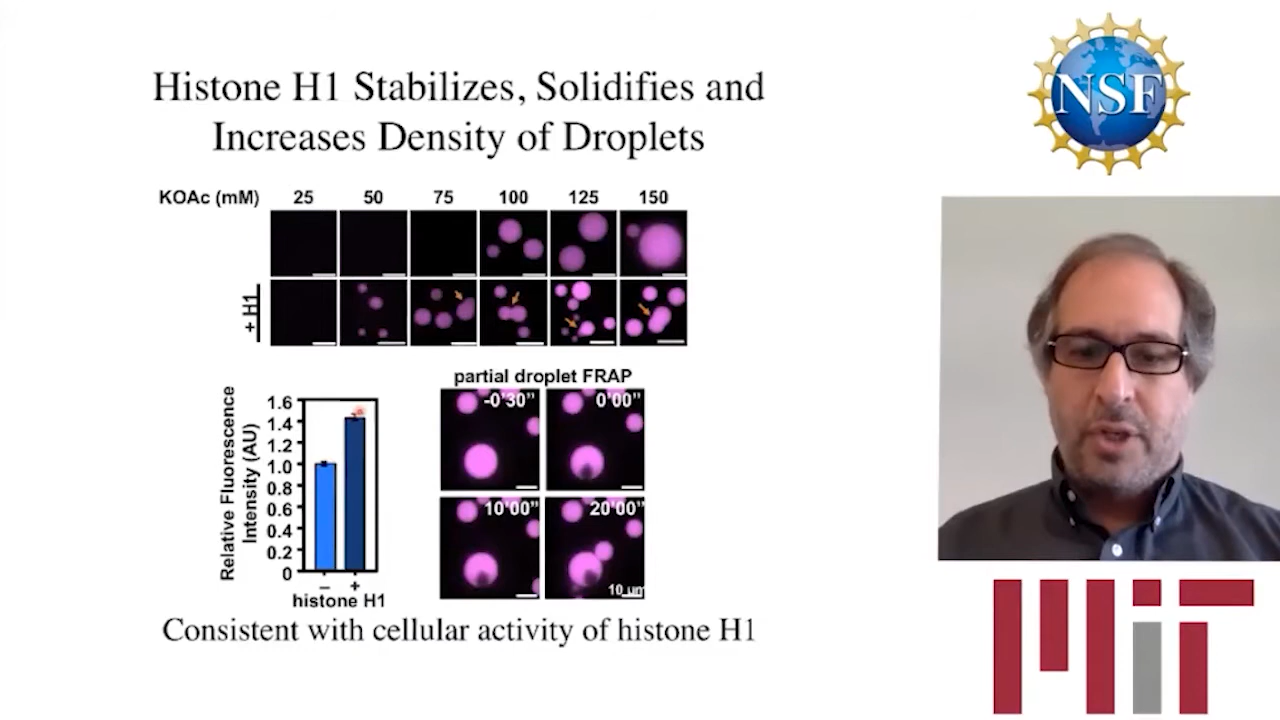 Histone H1 Stabilizes, Solidifies and
Increases Density of Droplets
NSF
KOAc (mM) 25 50 75 100 125 150
+ H1
partial droplet FRAP
-0'30” 0'00”
10'00” 20'00”
10 um
Relative Fluorescence
Intensity (AU)
1.6
1.4
1.2
1.0
0.8
0.6
0.4
0.2
0
– +
histone H1
Consistent with cellular activity of histone H1
MIT